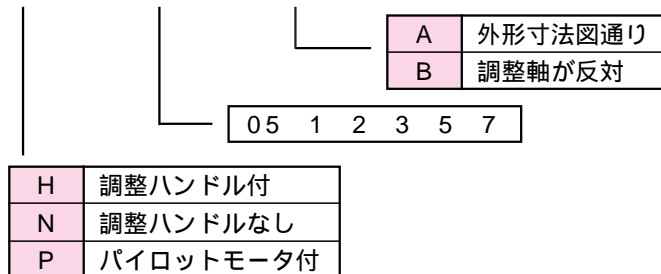 A 外形寸法図通り
B 調整軸が反対
05 1 2 3 5 7
H 調整ハンドル付
N 調整ハンドルなし
P パイロットモータ付